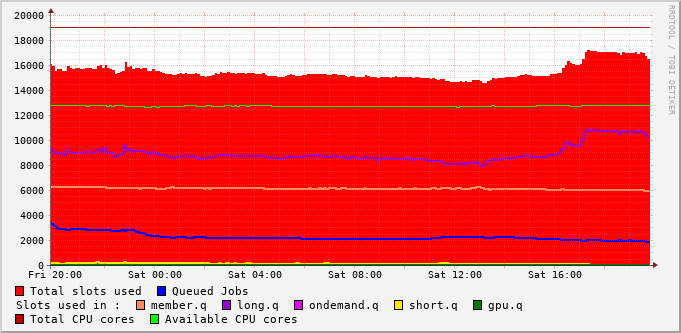 20000
18000
16000
14000
12000
10000
8000
6000
4000
2000
0
Fri 20:00 Sat 00:00 Sat 04:00 Sat 08:00 Sat 12:00 Sat 16:00
Total slots used Queued Jobs
Slots used in : member.q long.q ondemand.q short.q gpu.q
Total CPU cores Available CPU cores
RRDTOOL / TOBI OETIKER